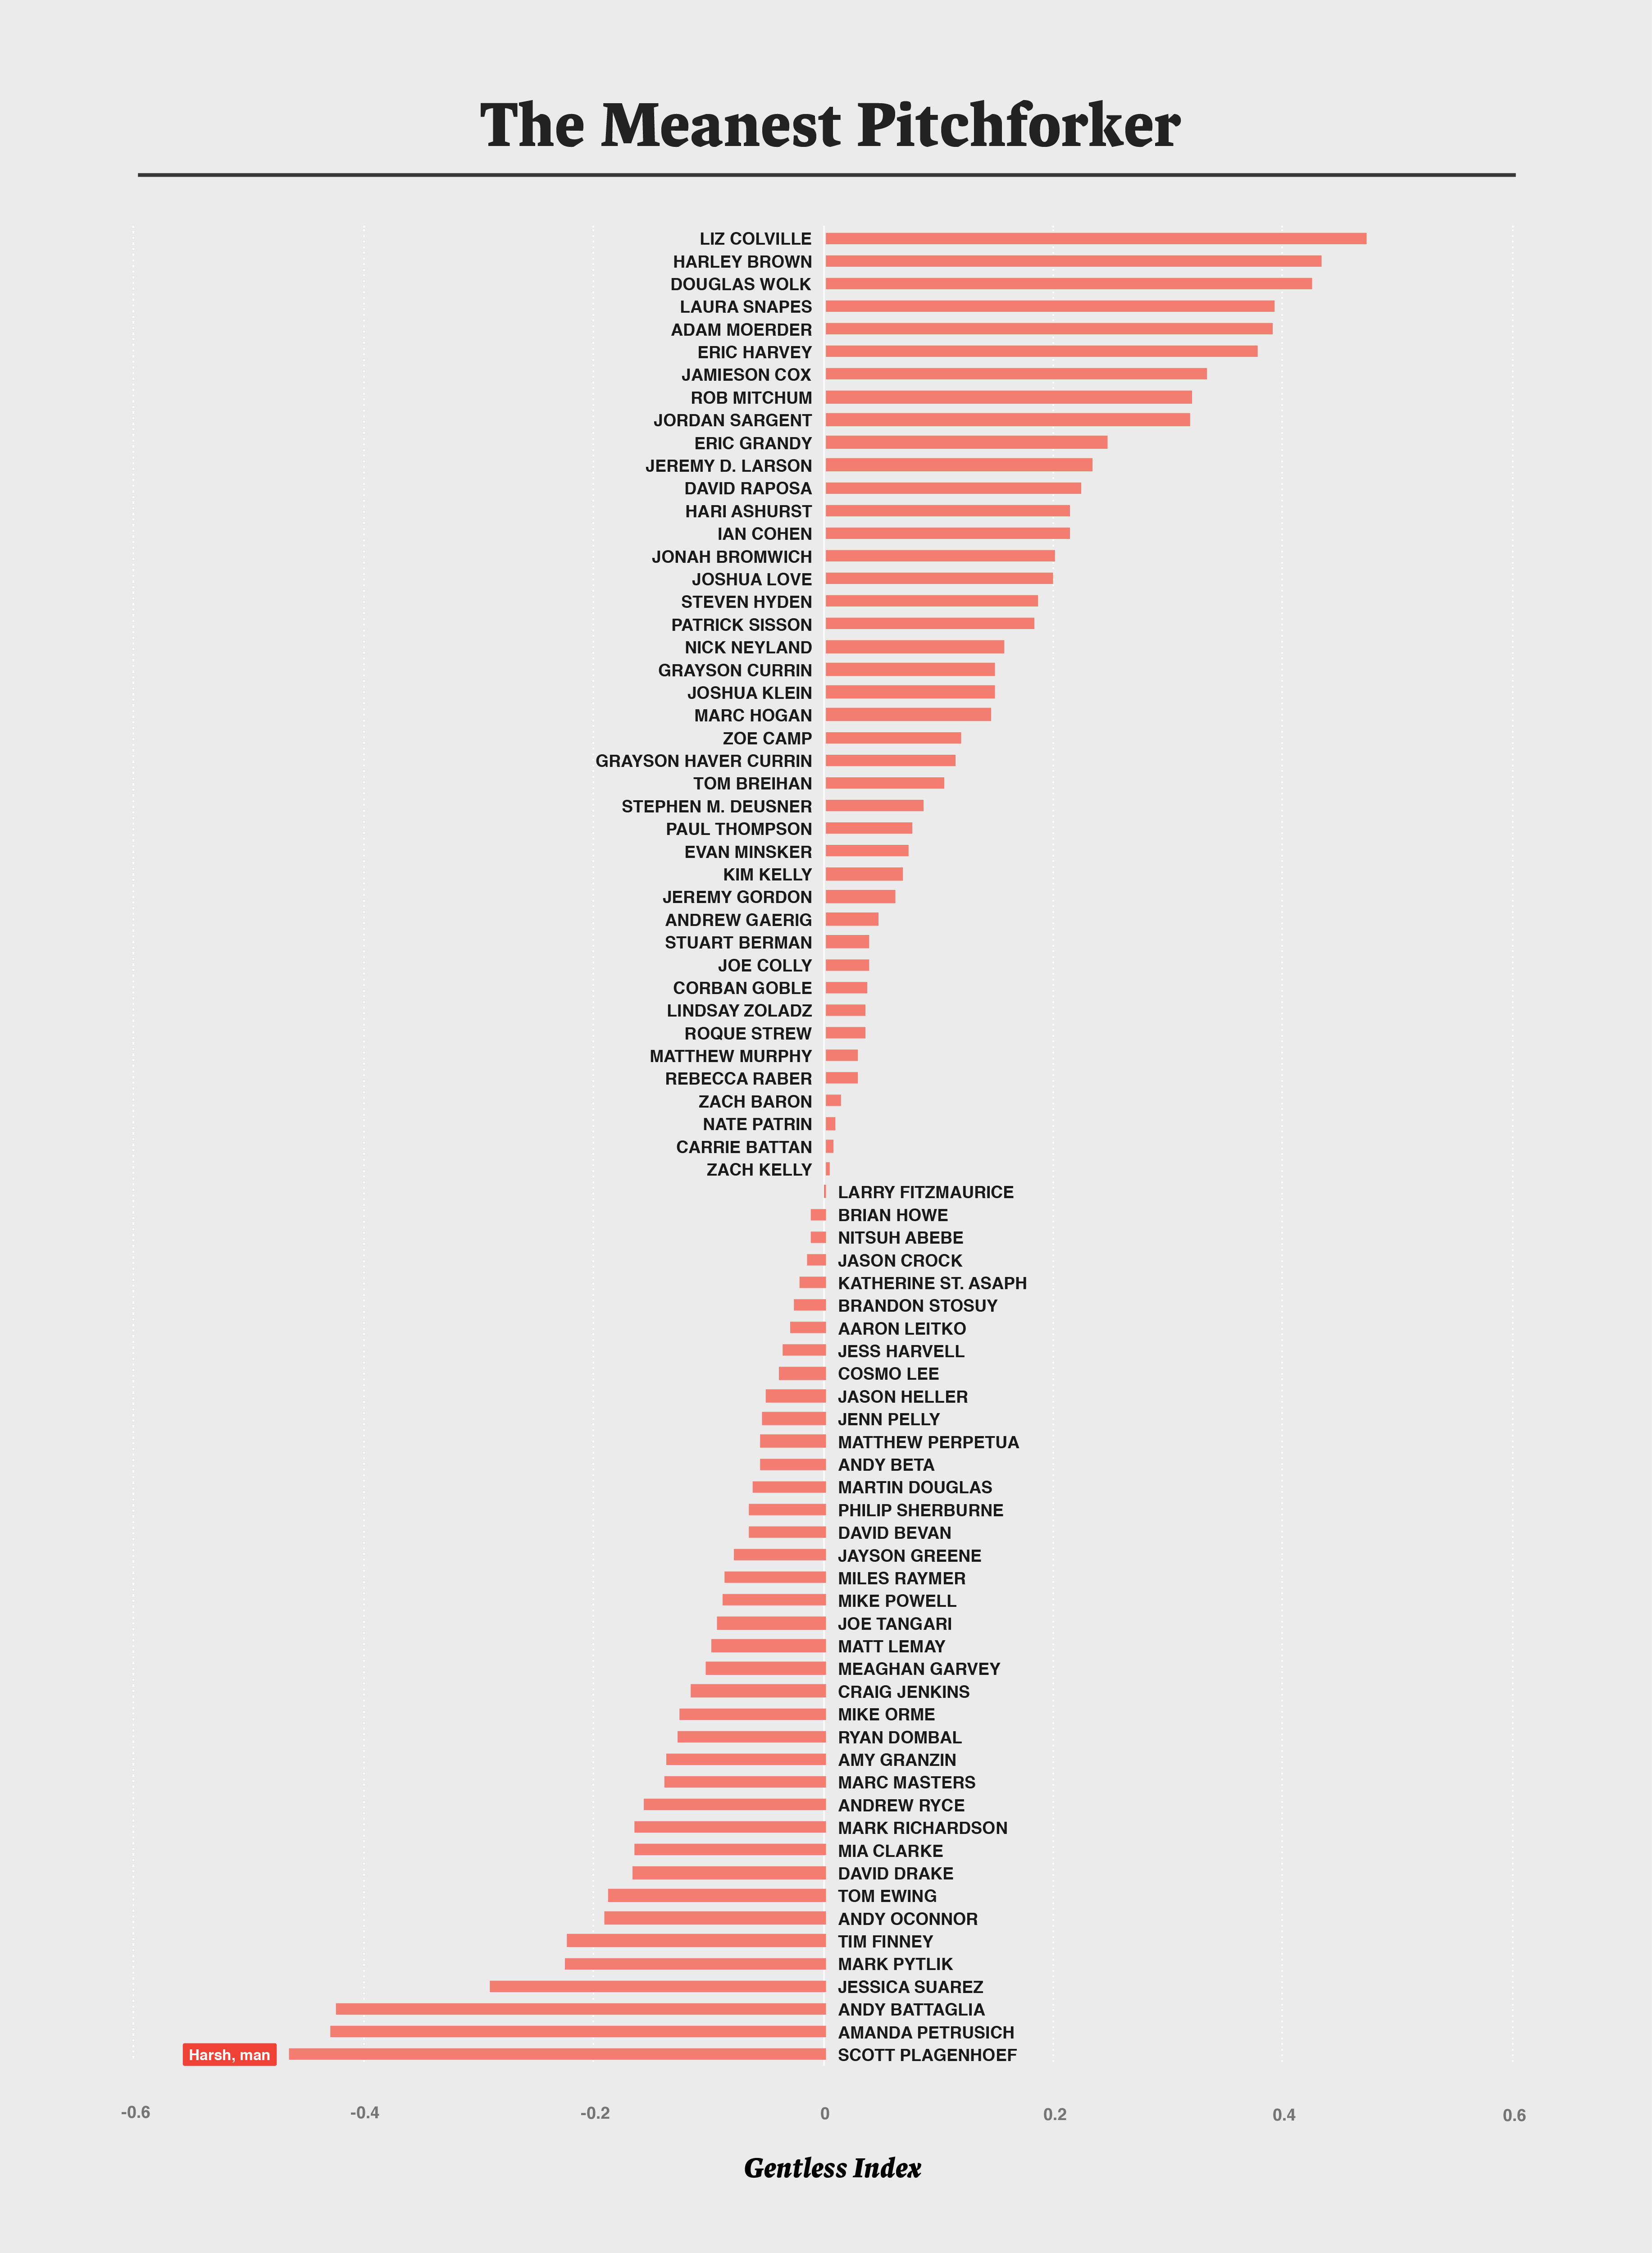 The Meanest Pitchforker
LIZ COLVILLE
HARLEY BROWN
DOUGLAS WOLK
LAURA SNAPES
ADAM MOERDER
ERIC HARVEY
JAMIESON COX
ROB MITCHUM
JORDAN SARGENT
ERIC GRANDY
JEREMY D. LARSON
DAVID RAPOSA
HARI ASHURST
IAN COHEN
JONAH BROMWICH
JOSHUA LOVE
STEVEN HYDEN
PATRICK SISSON
NICK NEYLAND
GRAYSON CURRIN
JOSHUA KLEIN
MARC HOGAN
ZOE CAMP
GRAYSON HAVER CURRIN
TOM BREIHAN
STEPHEN M. DEUSNER
PAUL THOMPSON
EVAN MINSKER
KIM KELLY
JEREMY GORDON
ANDREW GAERIG
STUART BERMAN
JOE COLLY
CORBAN GOBLE
LINDSAY ZOLADZ
ROQUE STREW
MATTHEW MURPHY
REBECCA RABER
ZACH BARON
NATE PATRIN
CARRIE BATTAN
ZACH KELLY
LARRY FITZMAURICE
BRIAN HOWE
NITSUH ABEBE
JASON CROCK
KATHERINE ST. ASAPH
BRANDON STOSUY
AARON LEITKO
JESS HARVELL
COSMO LEE
JASON HELLER
JENN PELLY
MATTHEW PERPETUA
ANDY BETA
MARTIN DOUGLAS
PHILIP SHERBURNE
DAVID BEVAN
JAYSON GREENE
MILES RAYMER
MIKE POWELL
JOE TANGARI
MATT LEMAY
MEAGHAN GARVEY
CRAIG JENKINS
MIKE ORME
RYAN DOMBAL
AMY GRANZIN
MARC MASTERS
ANDREW RYCE
MARK RICHARDSON
MIA CLARKE
DAVID DRAKE
TOM EWING
ANDY OCONNOR
TIM FINNEY
MARK PYTLIK
JESSICA SUAREZ
ANDY BATTAGLIA
AMANDA PETRUSICH
Harsh, man SCOTT PLAGENHOEF
-0.6 -0.4 -0.2 0 0.2 0.4 0.6
Gentless Index